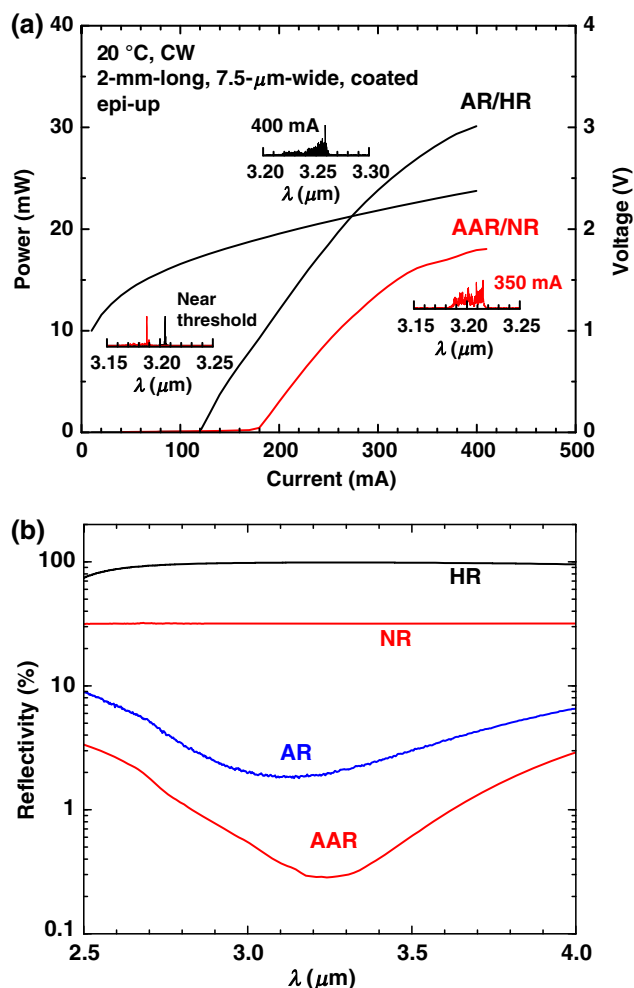 (a)
40
30
20
10
0
Power (mW)
4
3
2
1
0
Voltage (V)
20 °C, CW
2-mm-long, 7.5-μm-wide, coated
epi-up
AR/HR
400 mA
3.20 3.25 3.30
λ (μm)
AAR/NR
Near
threshold
3.15 3.20 3.25
λ (μm)
350 mA
3.15 3.20 3.25
λ (μm)
0 100 200 300 400 500
Current (mA)
(b)
100
10
1
0.1
Reflectivity (%)
HR
NR
AR
AAR
2.5 3.0 3.5 4.0
λ (μm)